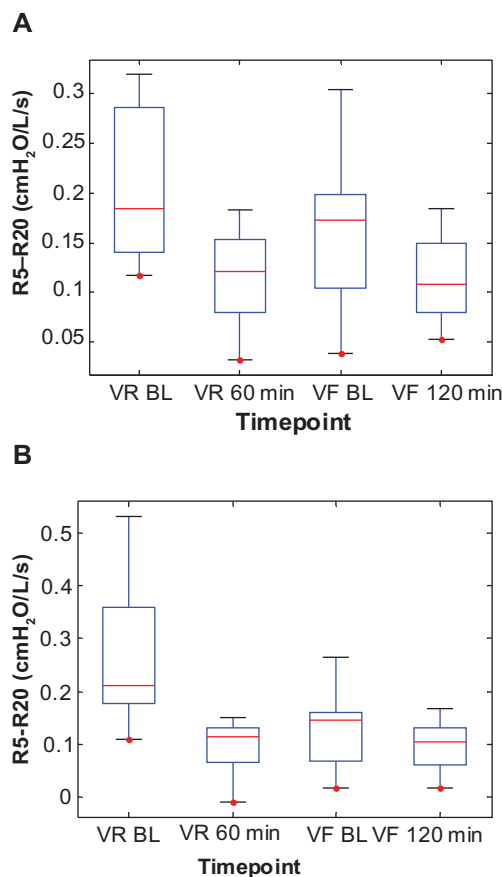 A
R5–R20 (cmH₂O/L/s)
0.3
0.25
0.2
0.15
0.1
0.05
VR BL VR 60 min VF BL VF 120 min
Timepoint
B
R5-R20 (cmH₂O/L/s)
0.5
0.4
0.3
0.2
0.1
0
VR BL VR 60 min VF BL VF 120 min
Timepoint